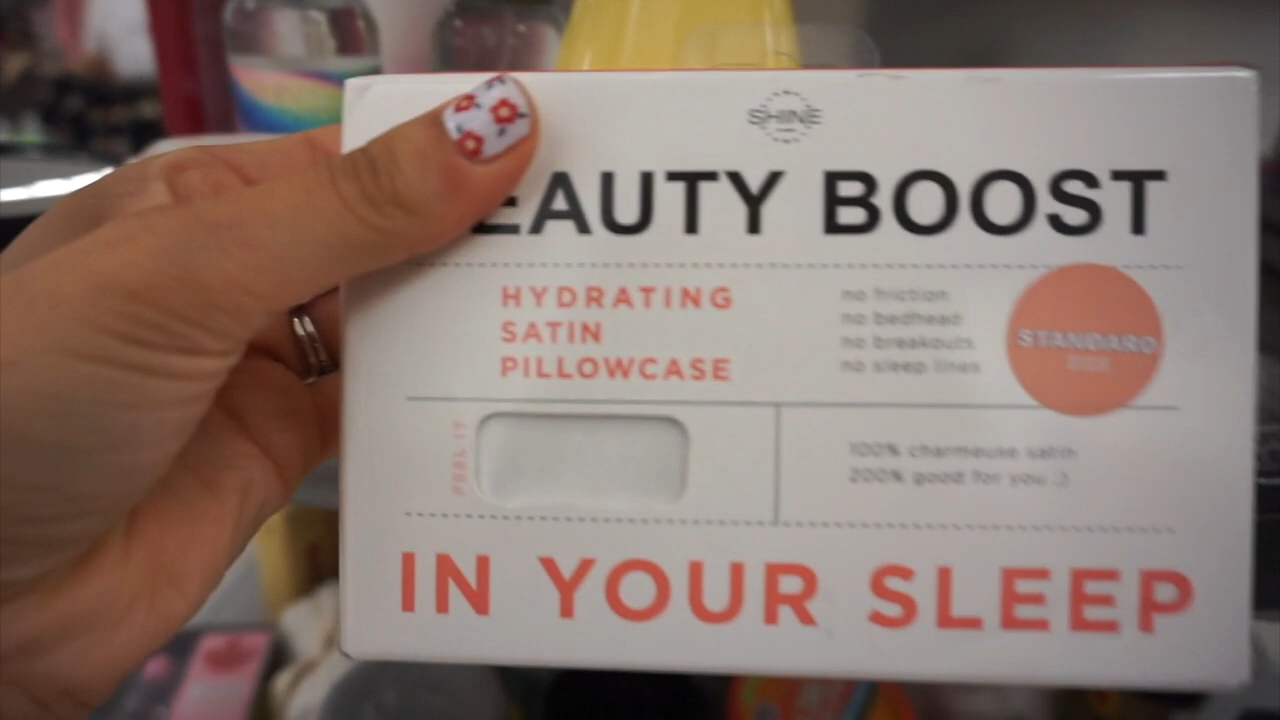 SHINE
EAUTY BOOST
HYDRATING
SATIN
PILLOWCASE
no friction
no bedhead
no breakouts
no sleep lines
STANDARD
FEEL IT
100% charmeuse satin
200% good for you :)
IN YOUR SLEEP